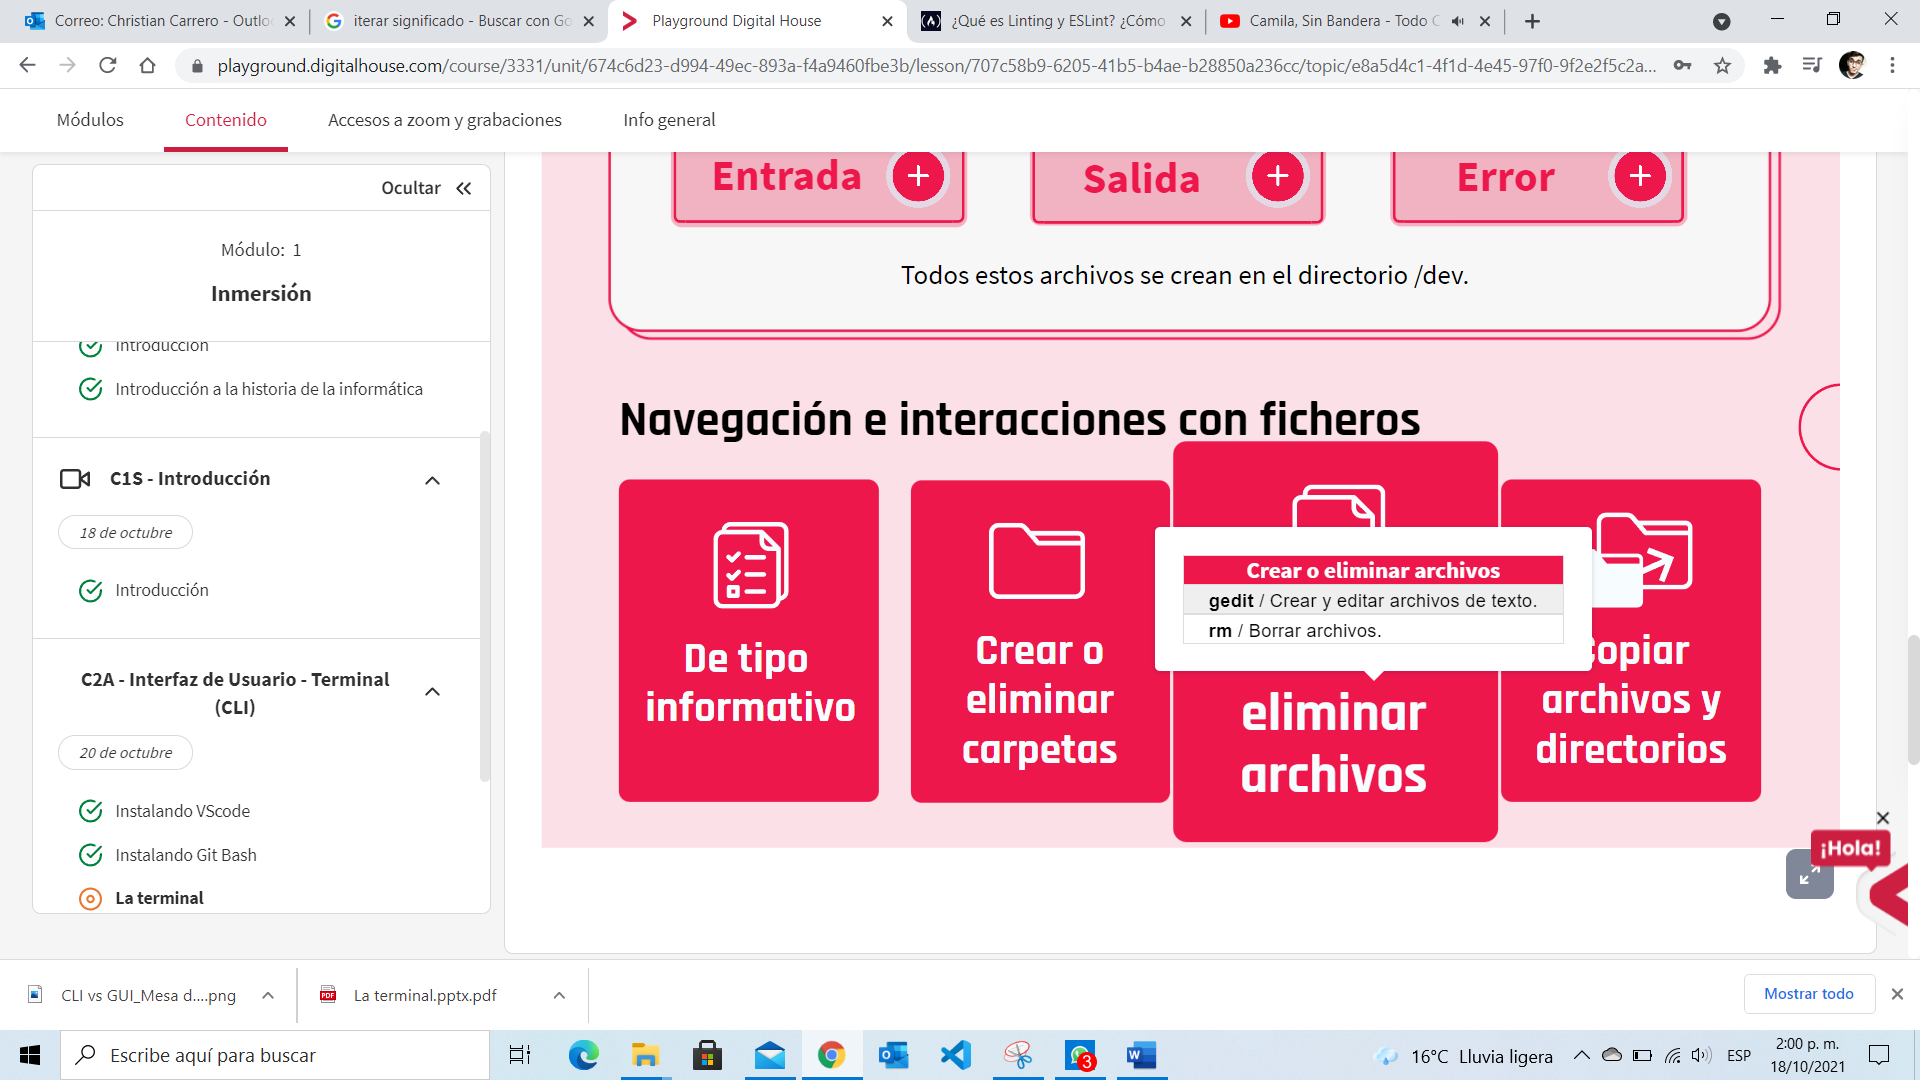 Correo: Christian Carrero - Outlo
iterar significado - Buscar con Go
Playground Digital House
¿Qué es Linting y ESLint? ¿Cómo
Camila, Sin Bandera - Todo C
playground.digitalhouse.com/course/3331/unit/674c6d23-d994-49ec-893a-f4a9460fbe3b/lesson/707c58b9-6205-41b5-b4ae-b28850a236cc/topic/e8a5d4c1-4f1d-4e45-97f0-9f2e2f5c2a...
Módulos
Contenido
Accesos a zoom y grabaciones
Info general
Ocultar
Módulo: 1
Inmersión
Introducción
Introducción a la historia de la informática
C1S - Introducción
18 de octubre
Introducción
C2A - Interfaz de Usuario - Terminal
(CLI)
20 de octubre
Instalando VScode
Instalando Git Bash
La terminal
Entrada
Salida
Error
Todos estos archivos se crean en el directorio /dev.
Navegación e interacciones con ficheros
De tipo
informativo
Crear o
eliminar
carpetas
Crear o eliminar archivos
gedit / Crear y editar archivos de texto.
rm / Borrar archivos.
eliminar
archivos
Copiar
archivos y
directorios
¡Hola!
CLI vs GUI_Mesa d....png
PDF
La terminal.pptx.pdf
Mostrar todo
Escribe aquí para buscar
3
16°C Lluvia ligera
ESP
2:00 p. m.
18/10/2021